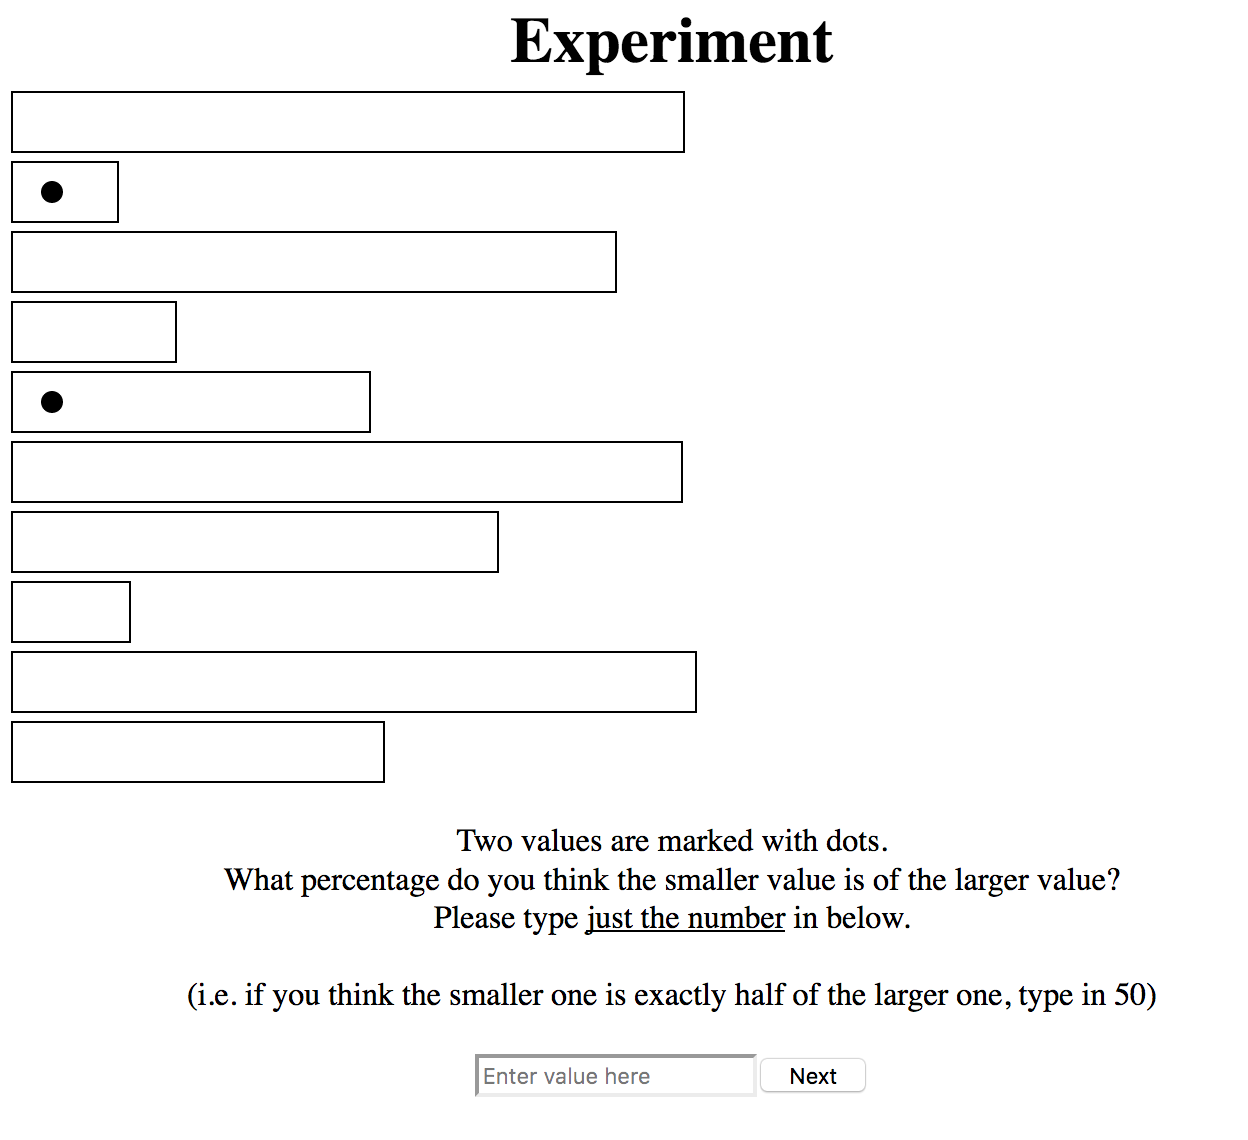 Experiment
Two values are marked with dots.
What percentage do you think the smaller value is of the larger value?
Please type just the number in below.
(i.e. if you think the smaller one is exactly half of the larger one, type in 50)
Enter value here Next